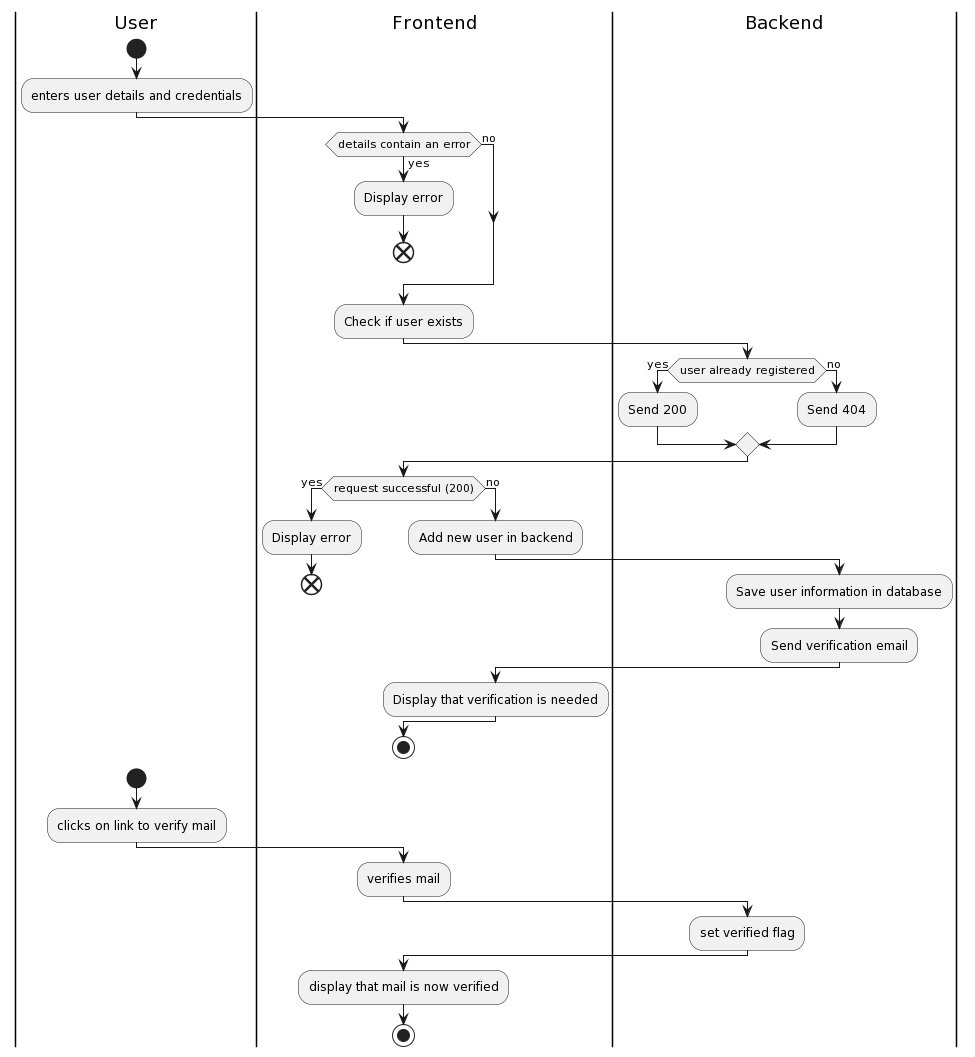 User
Frontend
Backend
enters user details and credentials
details contain an error
no
yes
Display error
Check if user exists
yes
user already registered
no
Send 200
Send 404
yes
request successful (200)
no
Display error
Add new user in backend
Save user information in database
Send verification email
Display that verification is needed
clicks on link to verify mail
verifies mail
set verified flag
display that mail is now verified